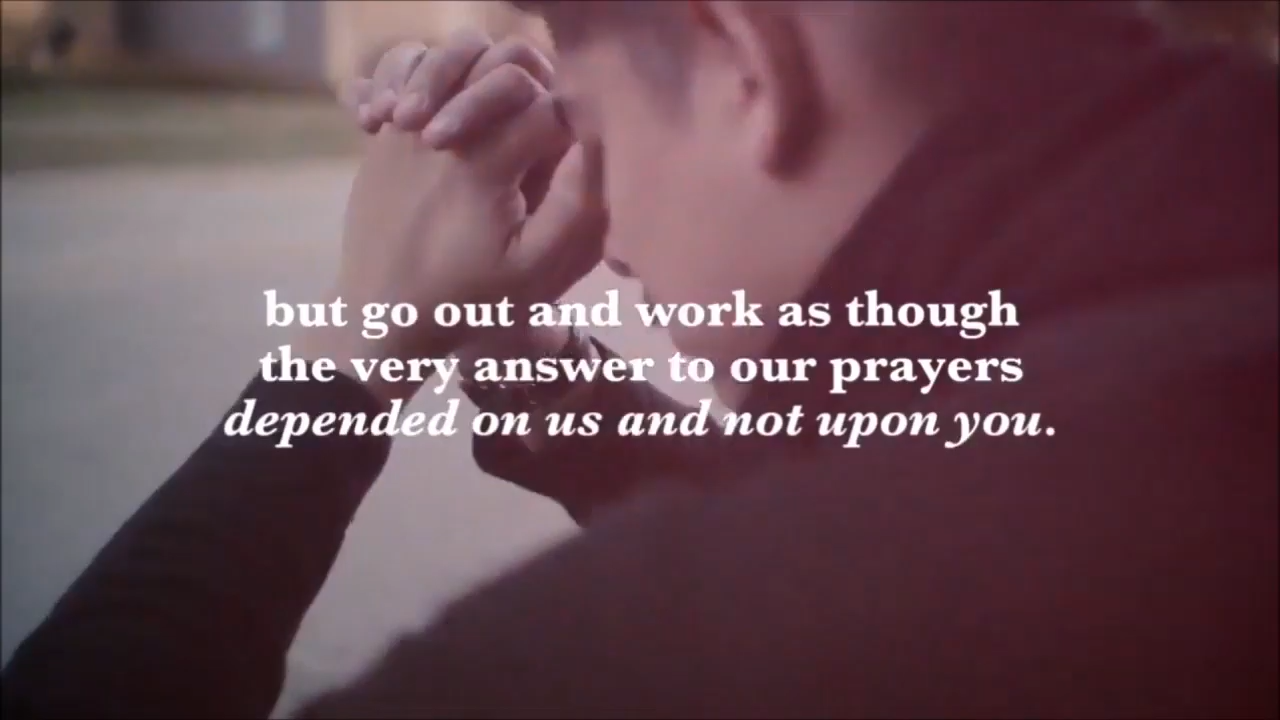 but go out and work as though
the very answer to our prayers
depended on us and not upon you.